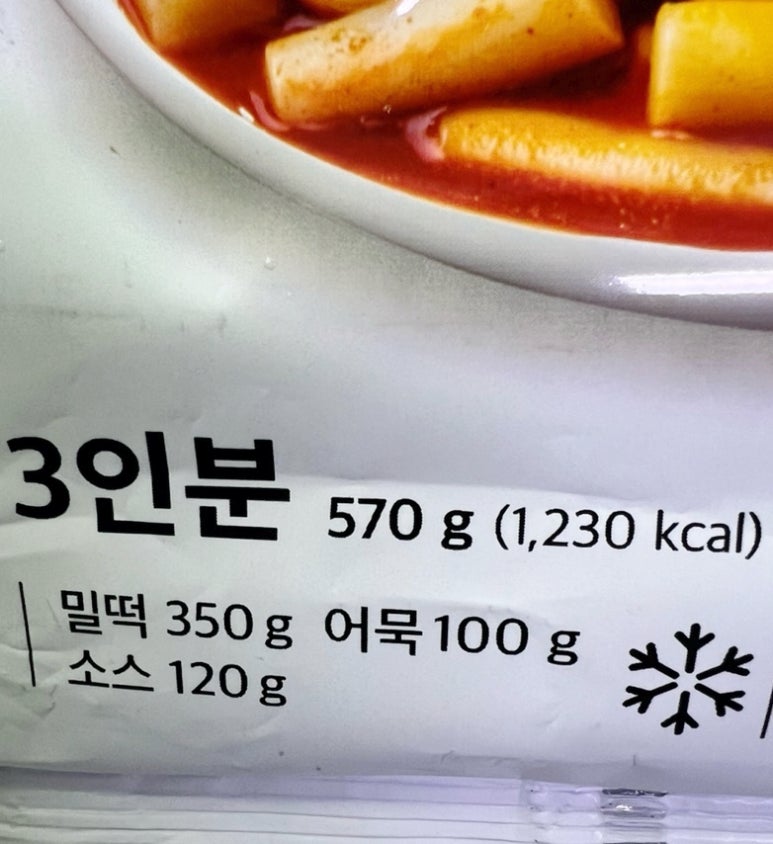 3인분 570 g (1,230 kcal)
밀떡 350 g 어묵 100 g
소스 120 g